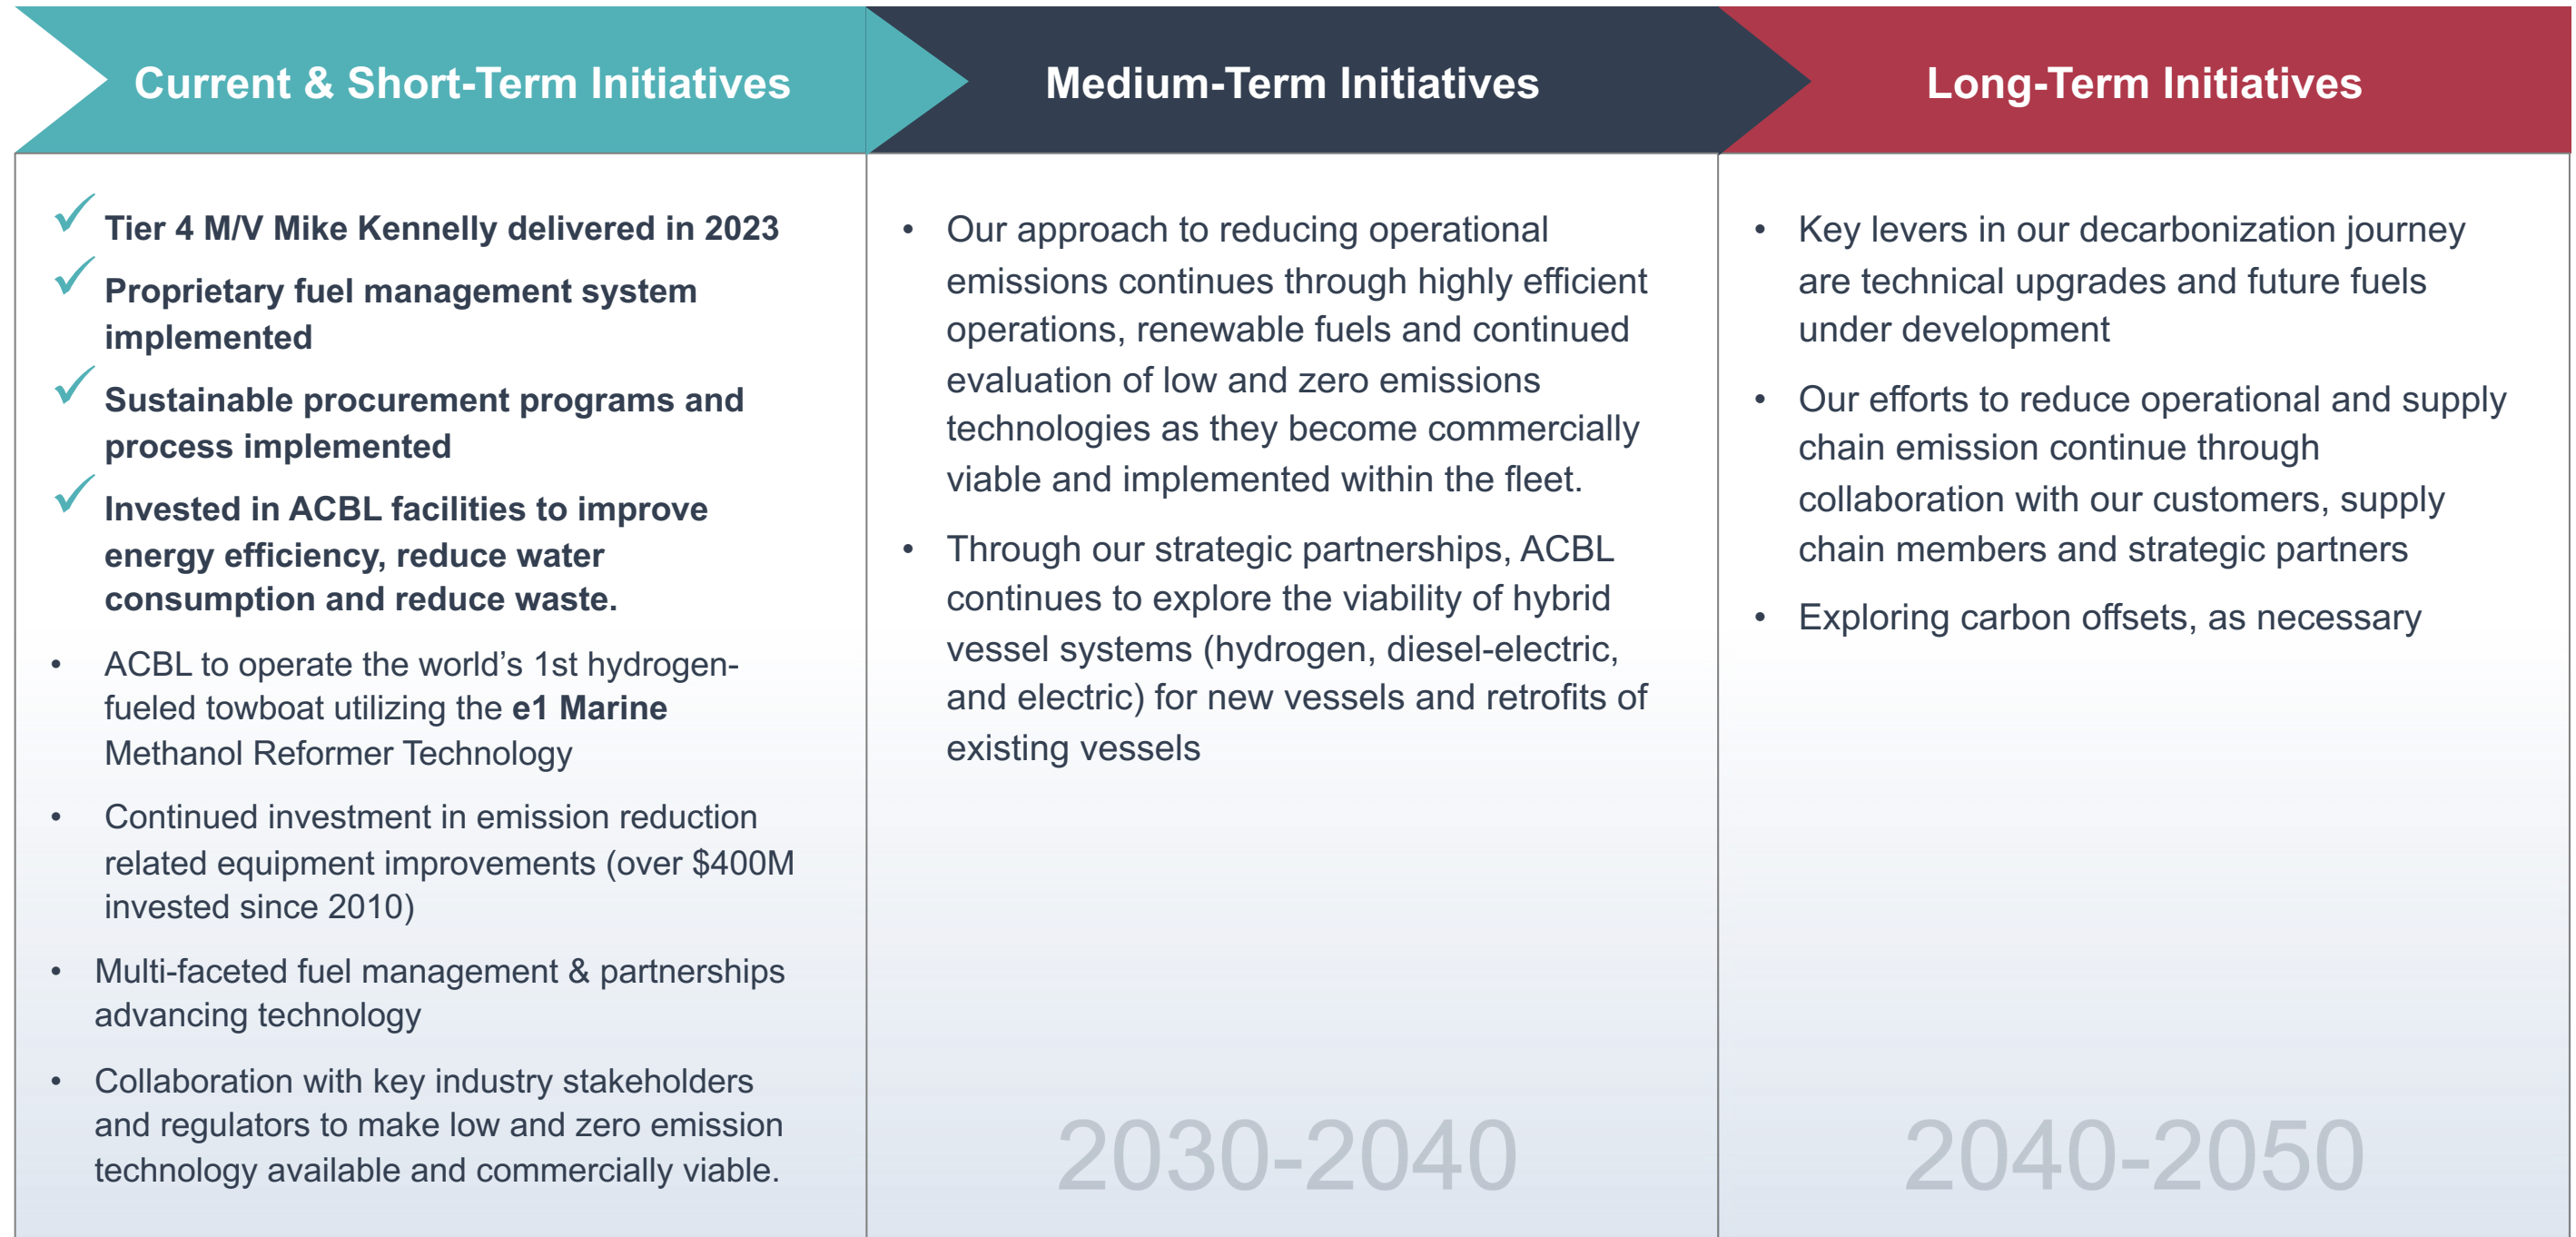 Current & Short-Term Initiatives
Tier 4 M/V Mike Kennelly delivered in 2023
Proprietary fuel management system
implemented
Sustainable procurement programs and
process implemented
Invested in ACBL facilities to improve
energy efficiency, reduce water
consumption and reduce waste.
• ACBL to operate the world’s 1st hydrogen-
fueled towboat utilizing the e1 Marine
Methanol Reformer Technology
• Continued investment in emission reduction
related equipment improvements (over $400M
invested since 2010)
• Multi-faceted fuel management & partnerships
advancing technology
• Collaboration with key industry stakeholders
and regulators to make low and zero emission
technology available and commercially viable.
Medium-Term Initiatives
• Our approach to reducing operational
emissions continues through highly efficient
operations, renewable fuels and continued
evaluation of low and zero emissions
technologies as they become commercially
viable and implemented within the fleet.
• Through our strategic partnerships, ACBL
continues to explore the viability of hybrid
vessel systems (hydrogen, diesel-electric,
and electric) for new vessels and retrofits of
existing vessels
2030-2040
Long-Term Initiatives
• Key levers in our decarbonization journey
are technical upgrades and future fuels
under development
• Our efforts to reduce operational and supply
chain emission continue through
collaboration with our customers, supply
chain members and strategic partners
• Exploring carbon offsets, as necessary
2040-2050